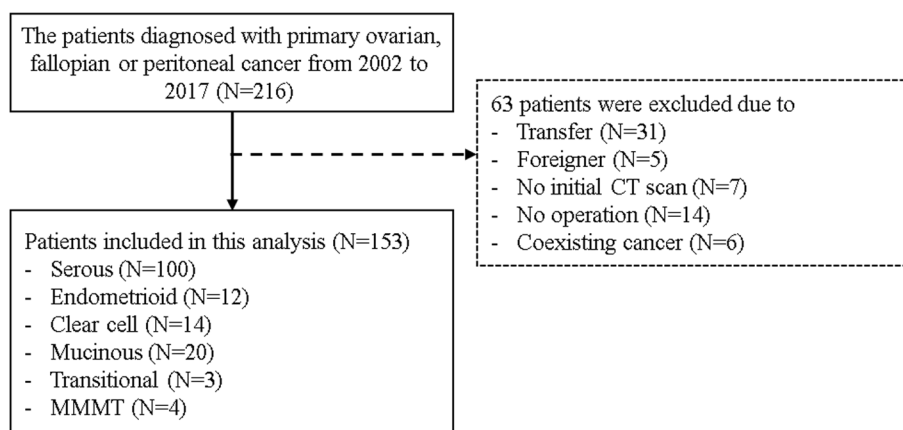 The patients diagnosed with primary ovarian,
fallopian or peritoneal cancer from 2002 to
2017 (N=216)
63 patients were excluded due to
- Transfer (N=31)
- Foreigner (N=5)
- No initial CT scan (N=7)
- No operation (N=14)
- Coexisting cancer (N=6)
Patients included in this analysis (N=153)
- Serous (N=100)
- Endometrioid (N=12)
- Clear cell (N=14)
- Mucinous (N=20)
- Transitional (N=3)
- MMMT (N=4)